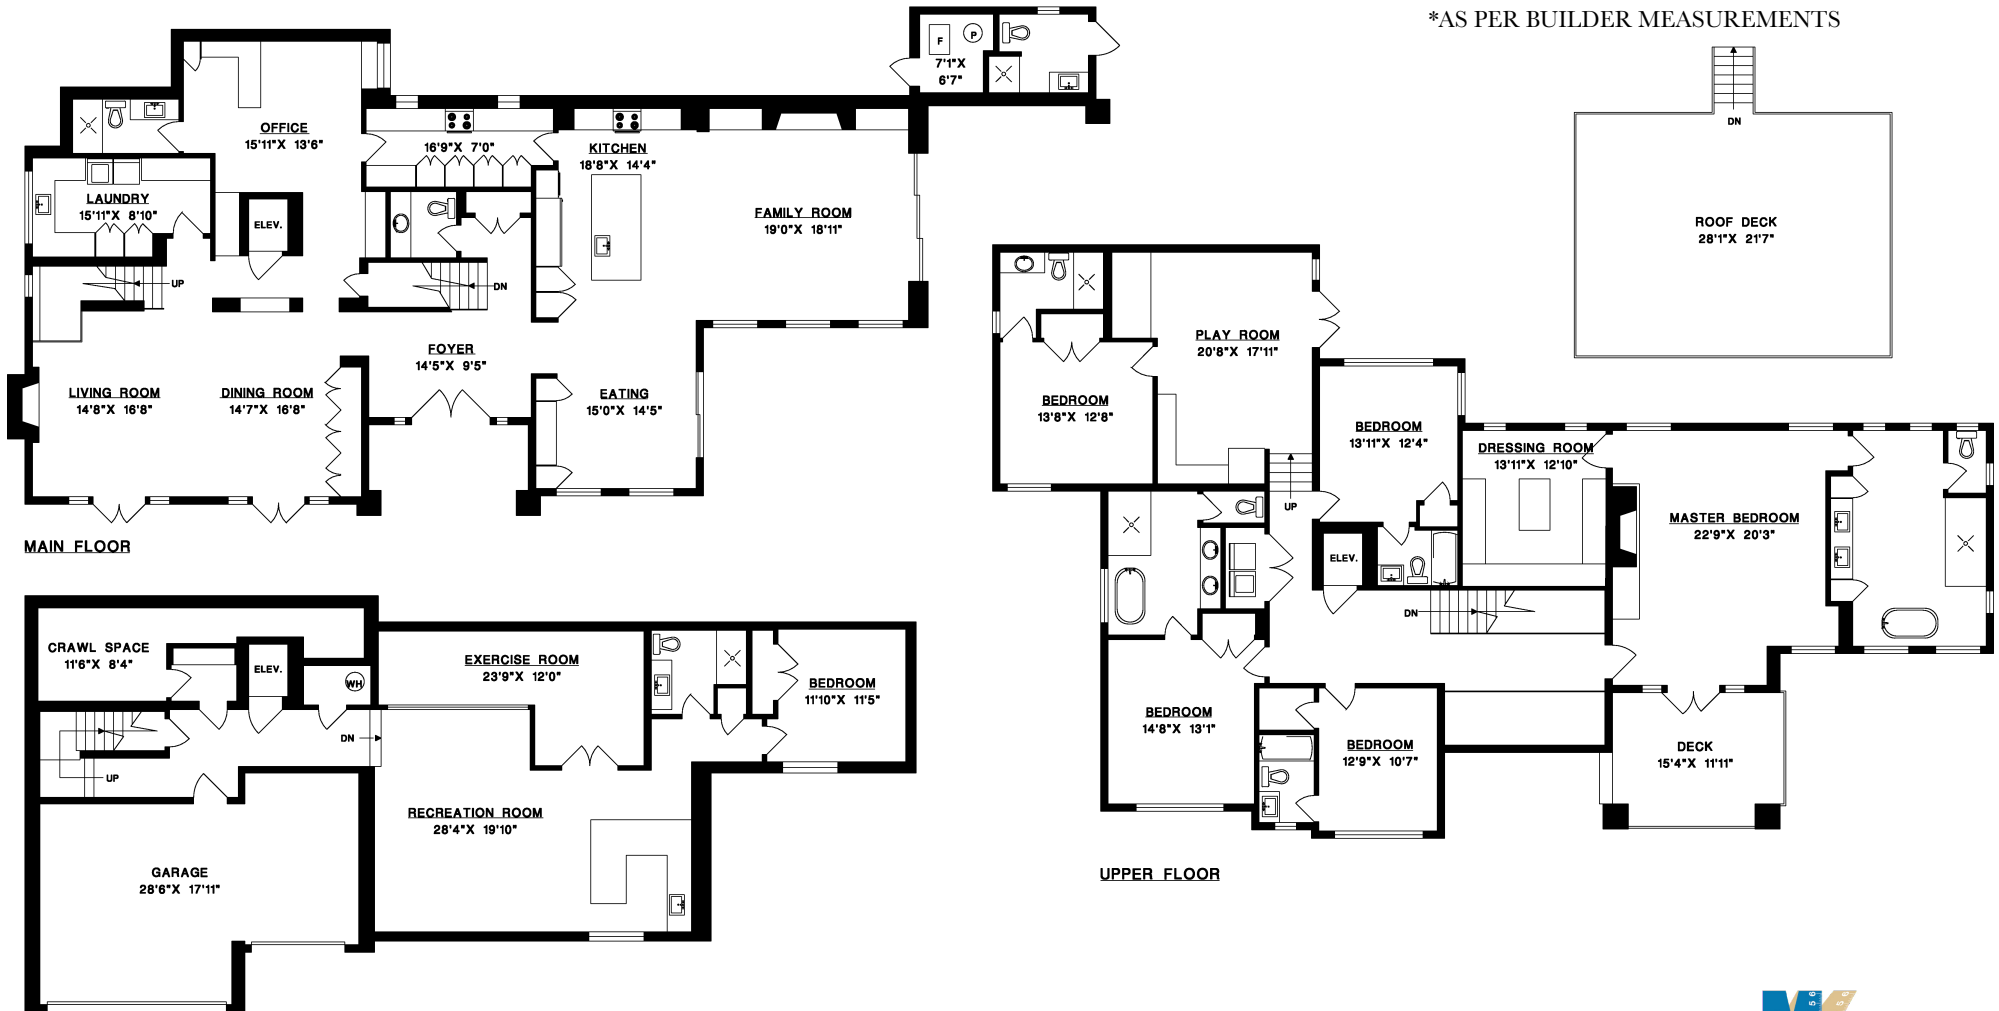 *AS PER BUILDER MEASUREMENTS
F
P
7'1"X
6'7"
OFFICE
15'11"X 13'6"
16'9"X 7'0"
KITCHEN
18'8"X 14'4"
LAUNDRY
15'11"X 8'10"
ELEV.
FAMILY ROOM
19'0"X 18'11"
UP
DN
FOYER
14'5"X 9'5"
LIVING ROOM
14'8"X 16'8"
DINING ROOM
14'7"X 16'8"
EATING
15'0"X 14'5"
MAIN FLOOR
CRAWL SPACE
11'6"X 8'4"
ELEV.
WH
EXERCISE ROOM
23'9"X 12'0"
BEDROOM
11'10"X 11'5"
DN
UP
RECREATION ROOM
28'4"X 19'10"
GARAGE
28'6"X 17'11"
DN
ROOF DECK
28'1"X 21'7"
PLAY ROOM
20'8"X 17'11"
BEDROOM
13'8"X 12'8"
BEDROOM
13'11"X 12'4"
DRESSING ROOM
13'11"X 12'10"
UP
MASTER BEDROOM
22'9"X 20'3"
ELEV.
DN
BEDROOM
14'8"X 13'1"
BEDROOM
12'9"X 10'7"
DECK
15'4"X 11'11"
UPPER FLOOR